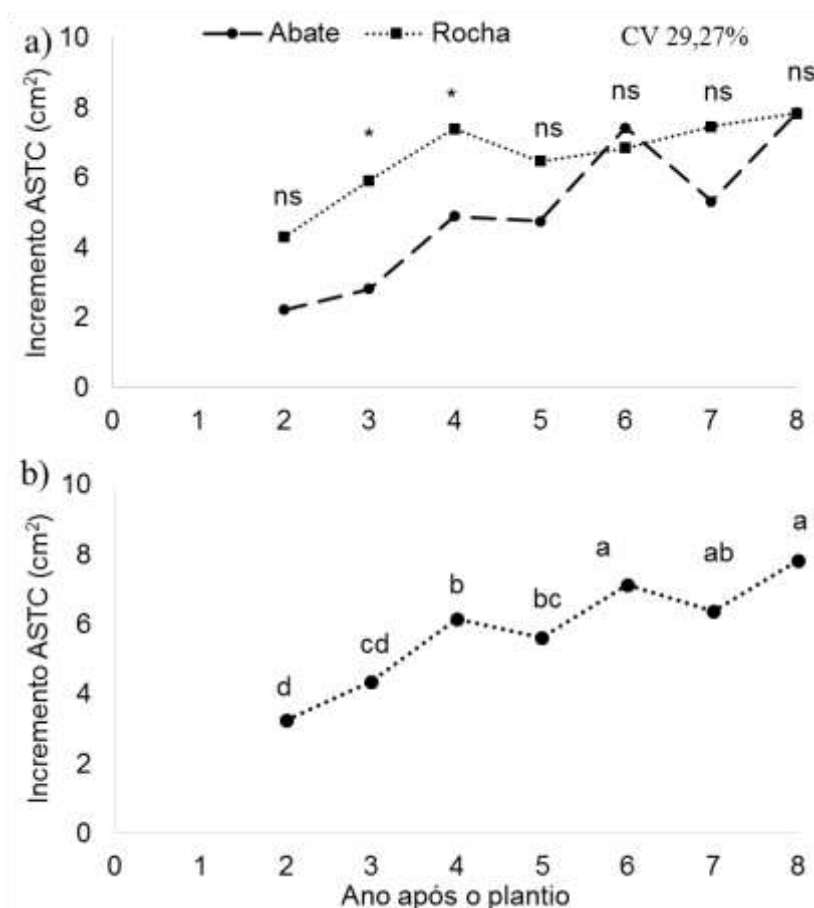 a)
Abate Rocha CV 29,27%
Incremento ASTC (cm²)
10
8
6
4
2
0
ns * * ns ns ns ns
0 1 2 3 4 5 6 7 8
b)
Incremento ASTC (cm²)
10
8
6
4
2
0
d cd b bc a ab a
0 1 2 3 4 5 6 7 8
Ano após o plantio